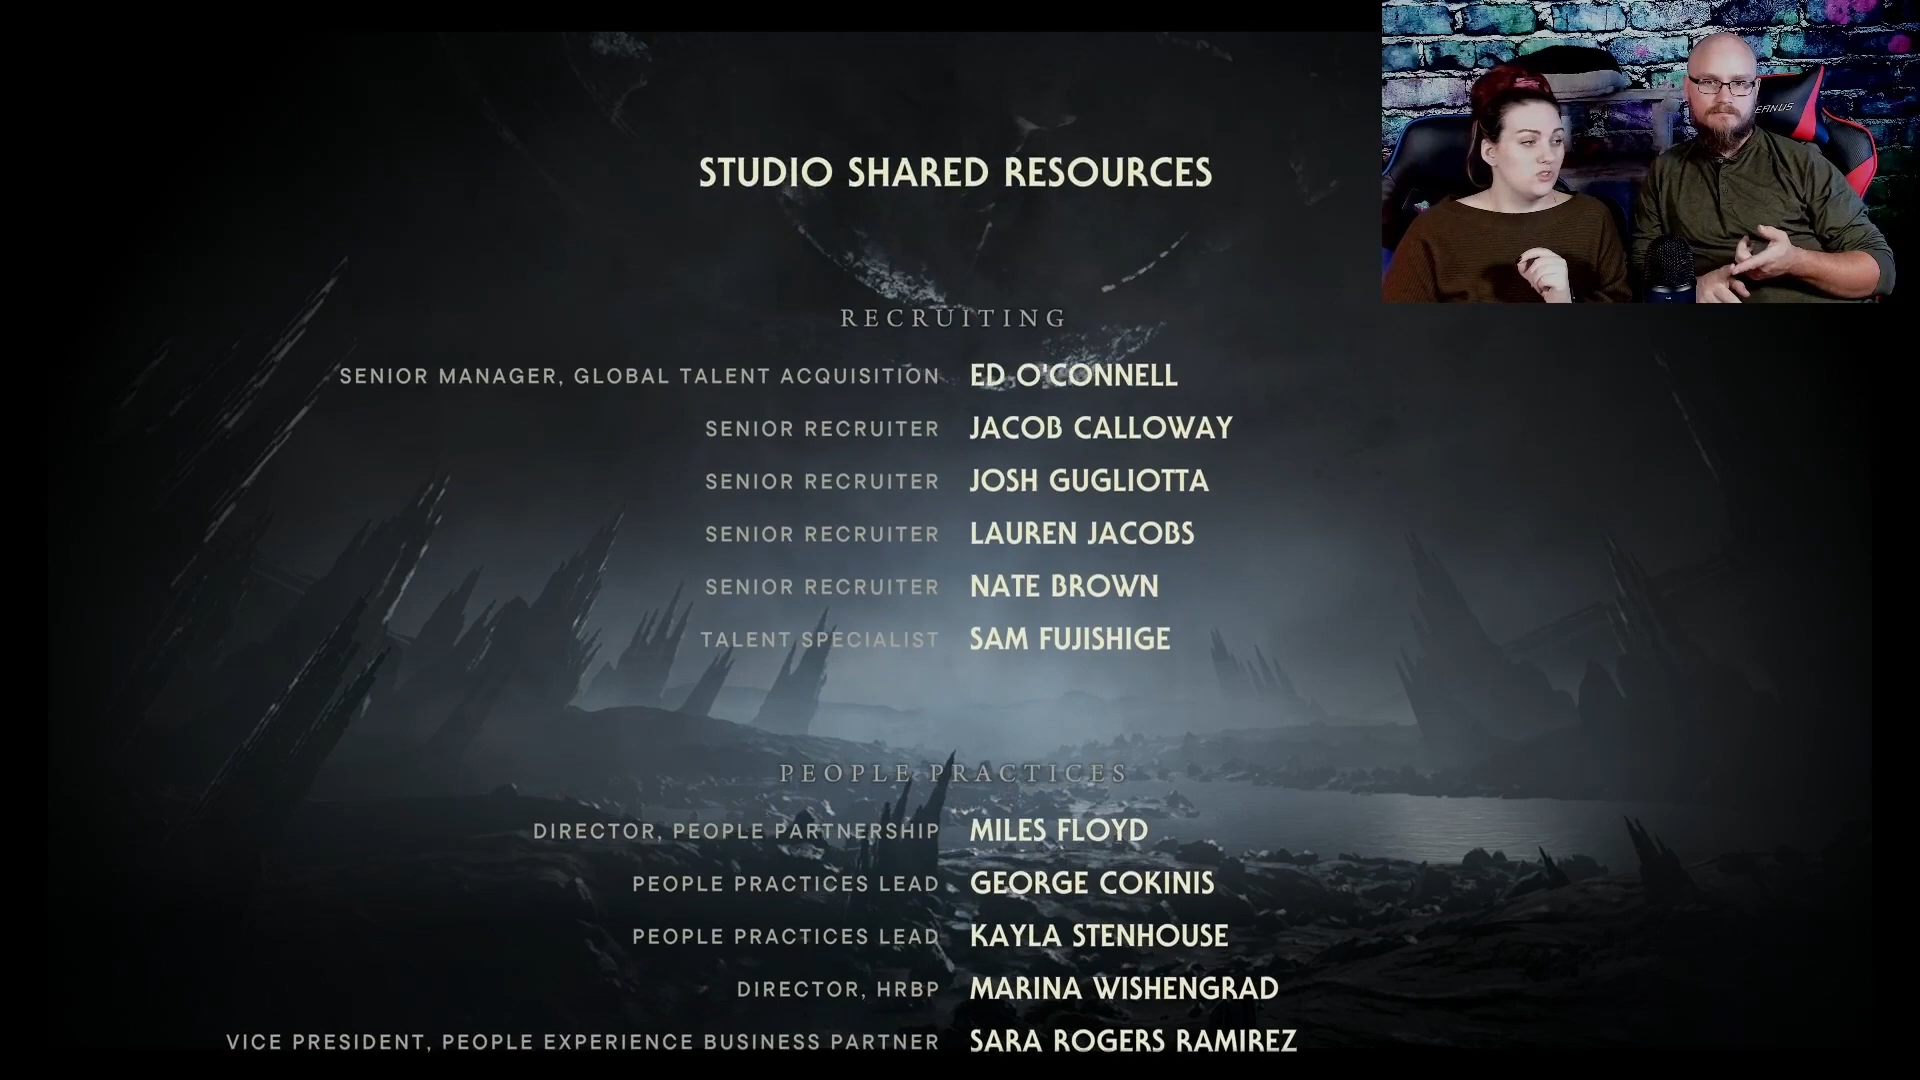 STUDIO SHARED RESOURCES
RECRUITING
SENIOR MANAGER, GLOBAL TALENT ACQUISITION ED O'CONNELL
SENIOR RECRUITER JACOB CALLOWAY
SENIOR RECRUITER JOSH GUGLIOTTA
SENIOR RECRUITER LAUREN JACOBS
SENIOR RECRUITER NATE BROWN
TALENT SPECIALIST SAM FUJISHIGE
PEOPLE PRACTICES
DIRECTOR, PEOPLE PARTNERSHIP MILES FLOYD
PEOPLE PRACTICES LEAD GEORGE COKINIS
PEOPLE PRACTICES LEAD KAYLA STENHOUSE
DIRECTOR, HRBP MARINA WISHENGRAD
VICE PRESIDENT, PEOPLE EXPERIENCE BUSINESS PARTNER SARA ROGERS RAMIREZ